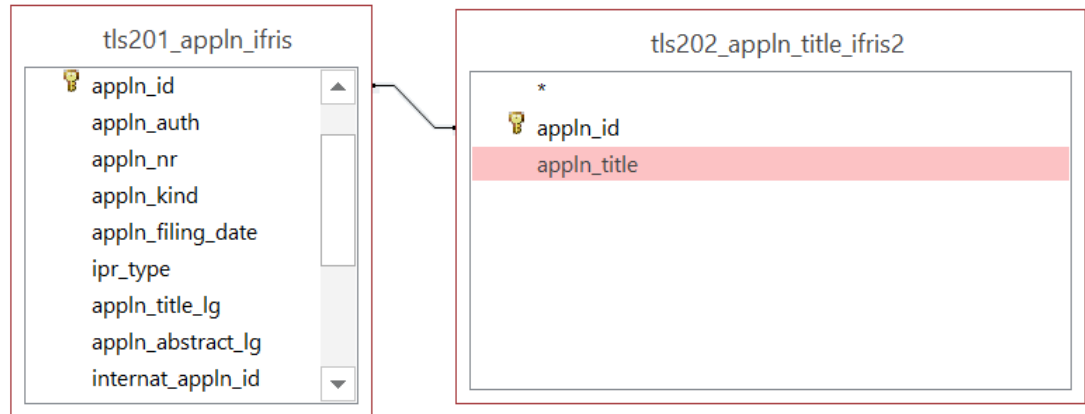 tls201_appln_ifris
appln_id
appln_auth
appln_nr
appln_kind
appln_filing_date
ipr_type
appln_title_lg
appln_abstract_lg
internat_appln_id
tls202_appln_title_ifris2
*
appln_id
appln_title